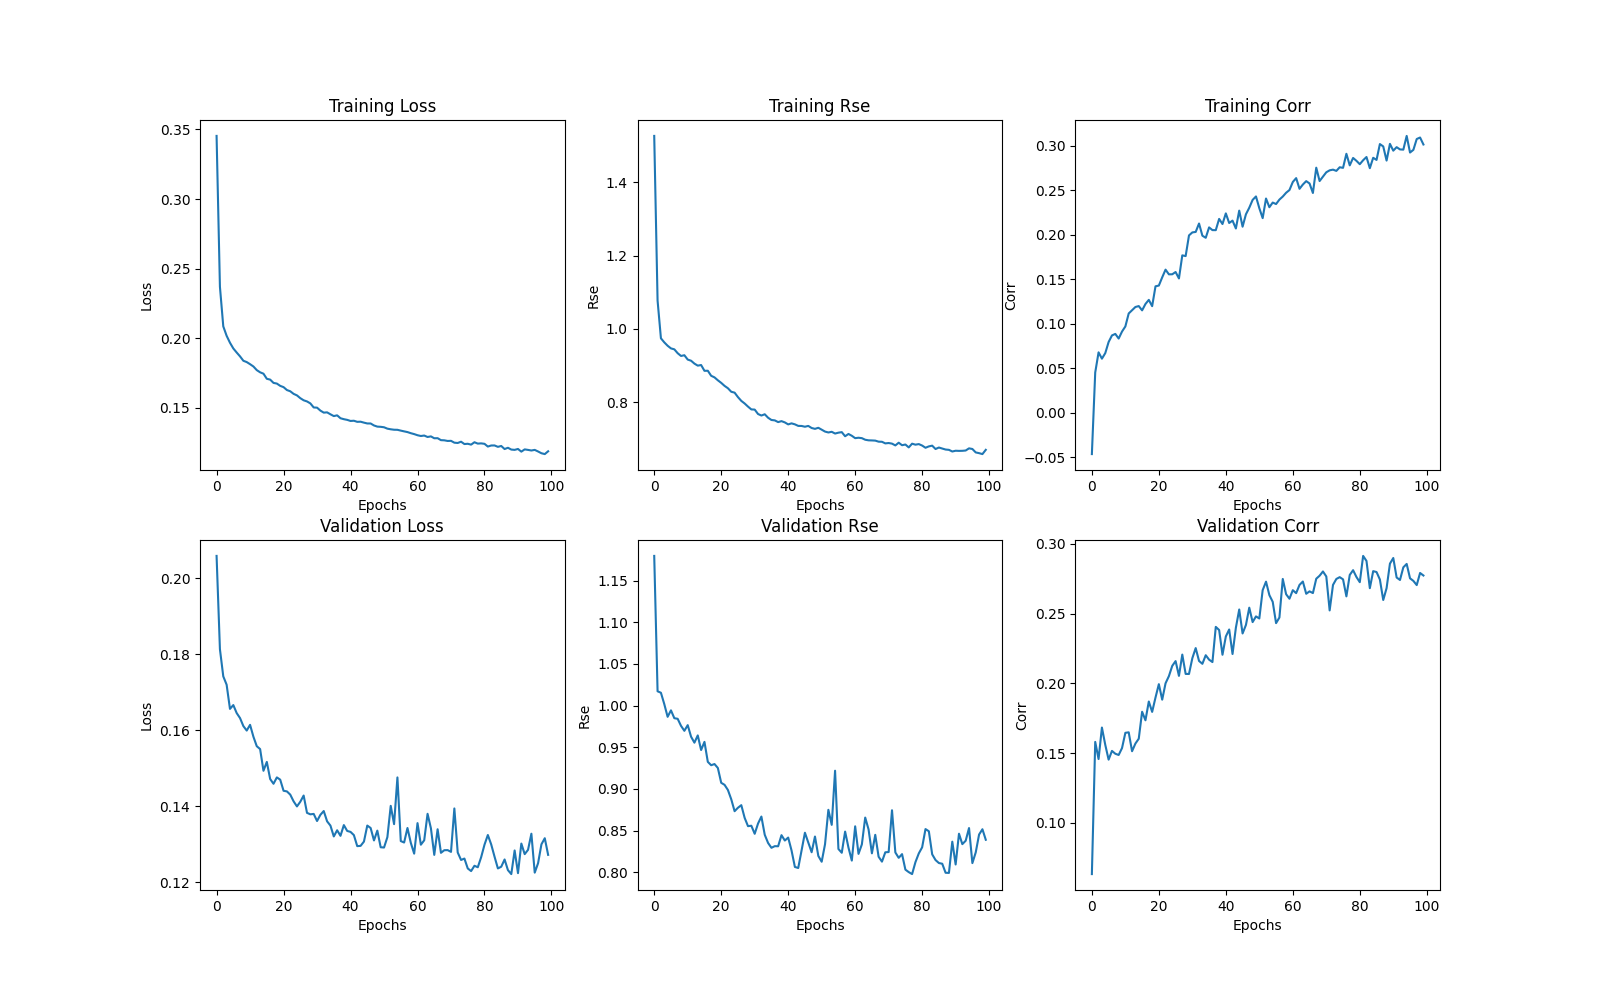 Training Loss
Training Rse
Training Corr
0.35
0.30
0.25
0.20
0.15
Loss
0 20 40 60 80 100
Epochs
1.4
1.2
1.0
0.8
Rse
0 20 40 60 80 100
Epochs
0.30
0.25
0.20
0.15
0.10
0.05
0.00
−0.05
Corr
0 20 40 60 80 100
Epochs
Validation Loss
Validation Rse
Validation Corr
0.20
0.18
0.16
0.14
0.12
Loss
0 20 40 60 80 100
Epochs
1.15
1.10
1.05
1.00
0.95
0.90
0.85
0.80
Rse
0 20 40 60 80 100
Epochs
0.30
0.25
0.20
0.15
0.10
Corr
0 20 40 60 80 100
Epochs